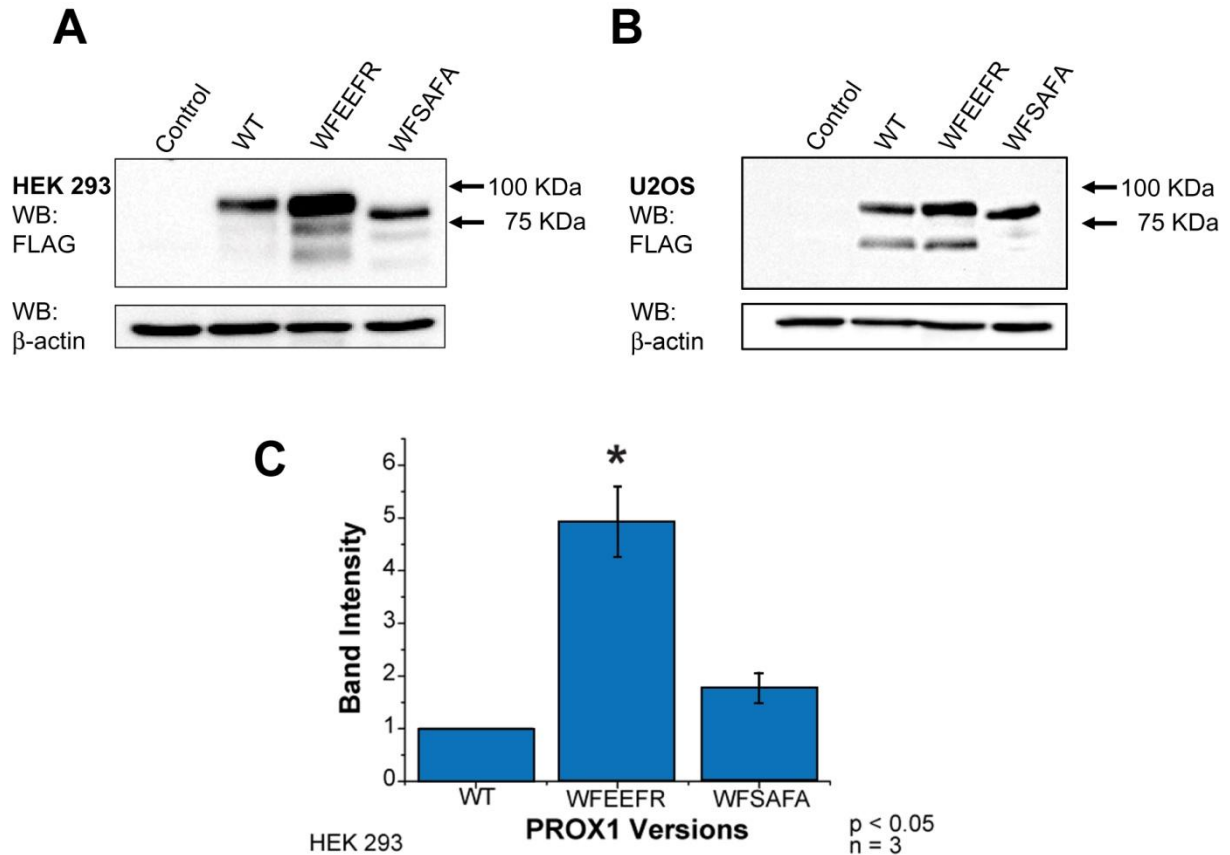 A
Control
WT
WFEEFR
WFSAFA
HEK 293
WB:
FLAG
100 KDa
75 KDa
WB:
β-actin
B
Control
WT
WFEEFR
WFSAFA
U2OS
WB:
FLAG
100 KDa
75 KDa
WB:
β-actin
C
Band Intensity
6
5
4
3
2
1
0
*
WT
WFEEFR
WFSAFA
PROX1 Versions
HEK 293
p < 0.05
n = 3